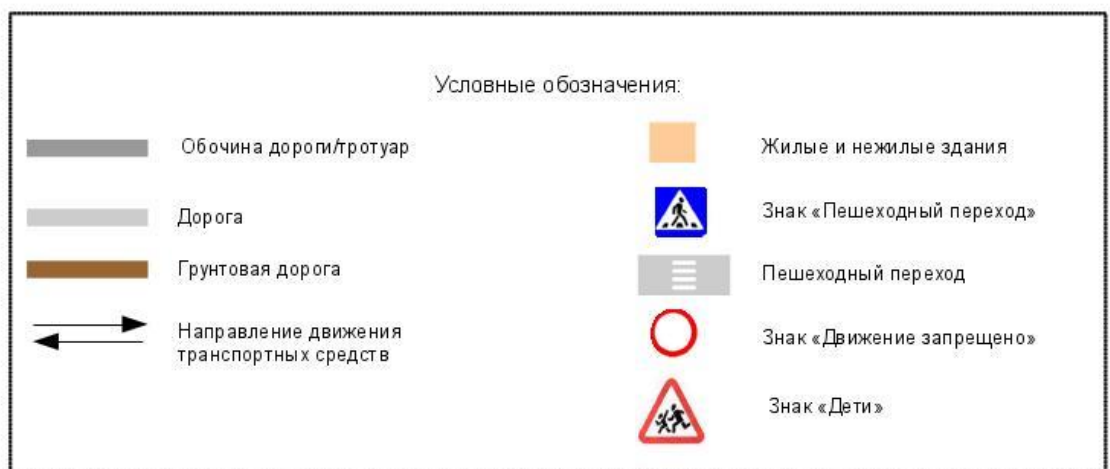 Условные обозначения:
Обочина дороги/тротуар
Дорога
Грунтовая дорога
Направление движения
транспортных средств
Жилые и нежилые здания
Знак «Пешеходный переход»
Пешеходный переход
Знак «Движение запрещено»
Знак «Дети»